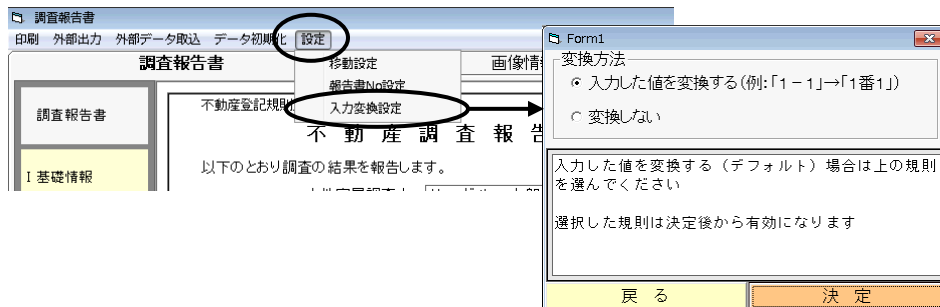 調査報告書
印刷 外部出力 外部データ取込 データ初期化 設定
調査報告書
移動設定
報告書No設定
入力変換設定
画像情
調査報告書
I 基礎情報
不動産登記規則
不動産調査報告
以下のとおり調査の結果を報告します。
Form1
変換方法
入力した値を変換する(例:「1－1」→「1番1」)
変換しない
入力した値を変換する（デフォルト）場合は上の規則
を選んでください
選択した規則は決定後から有効になります
戻る
決定